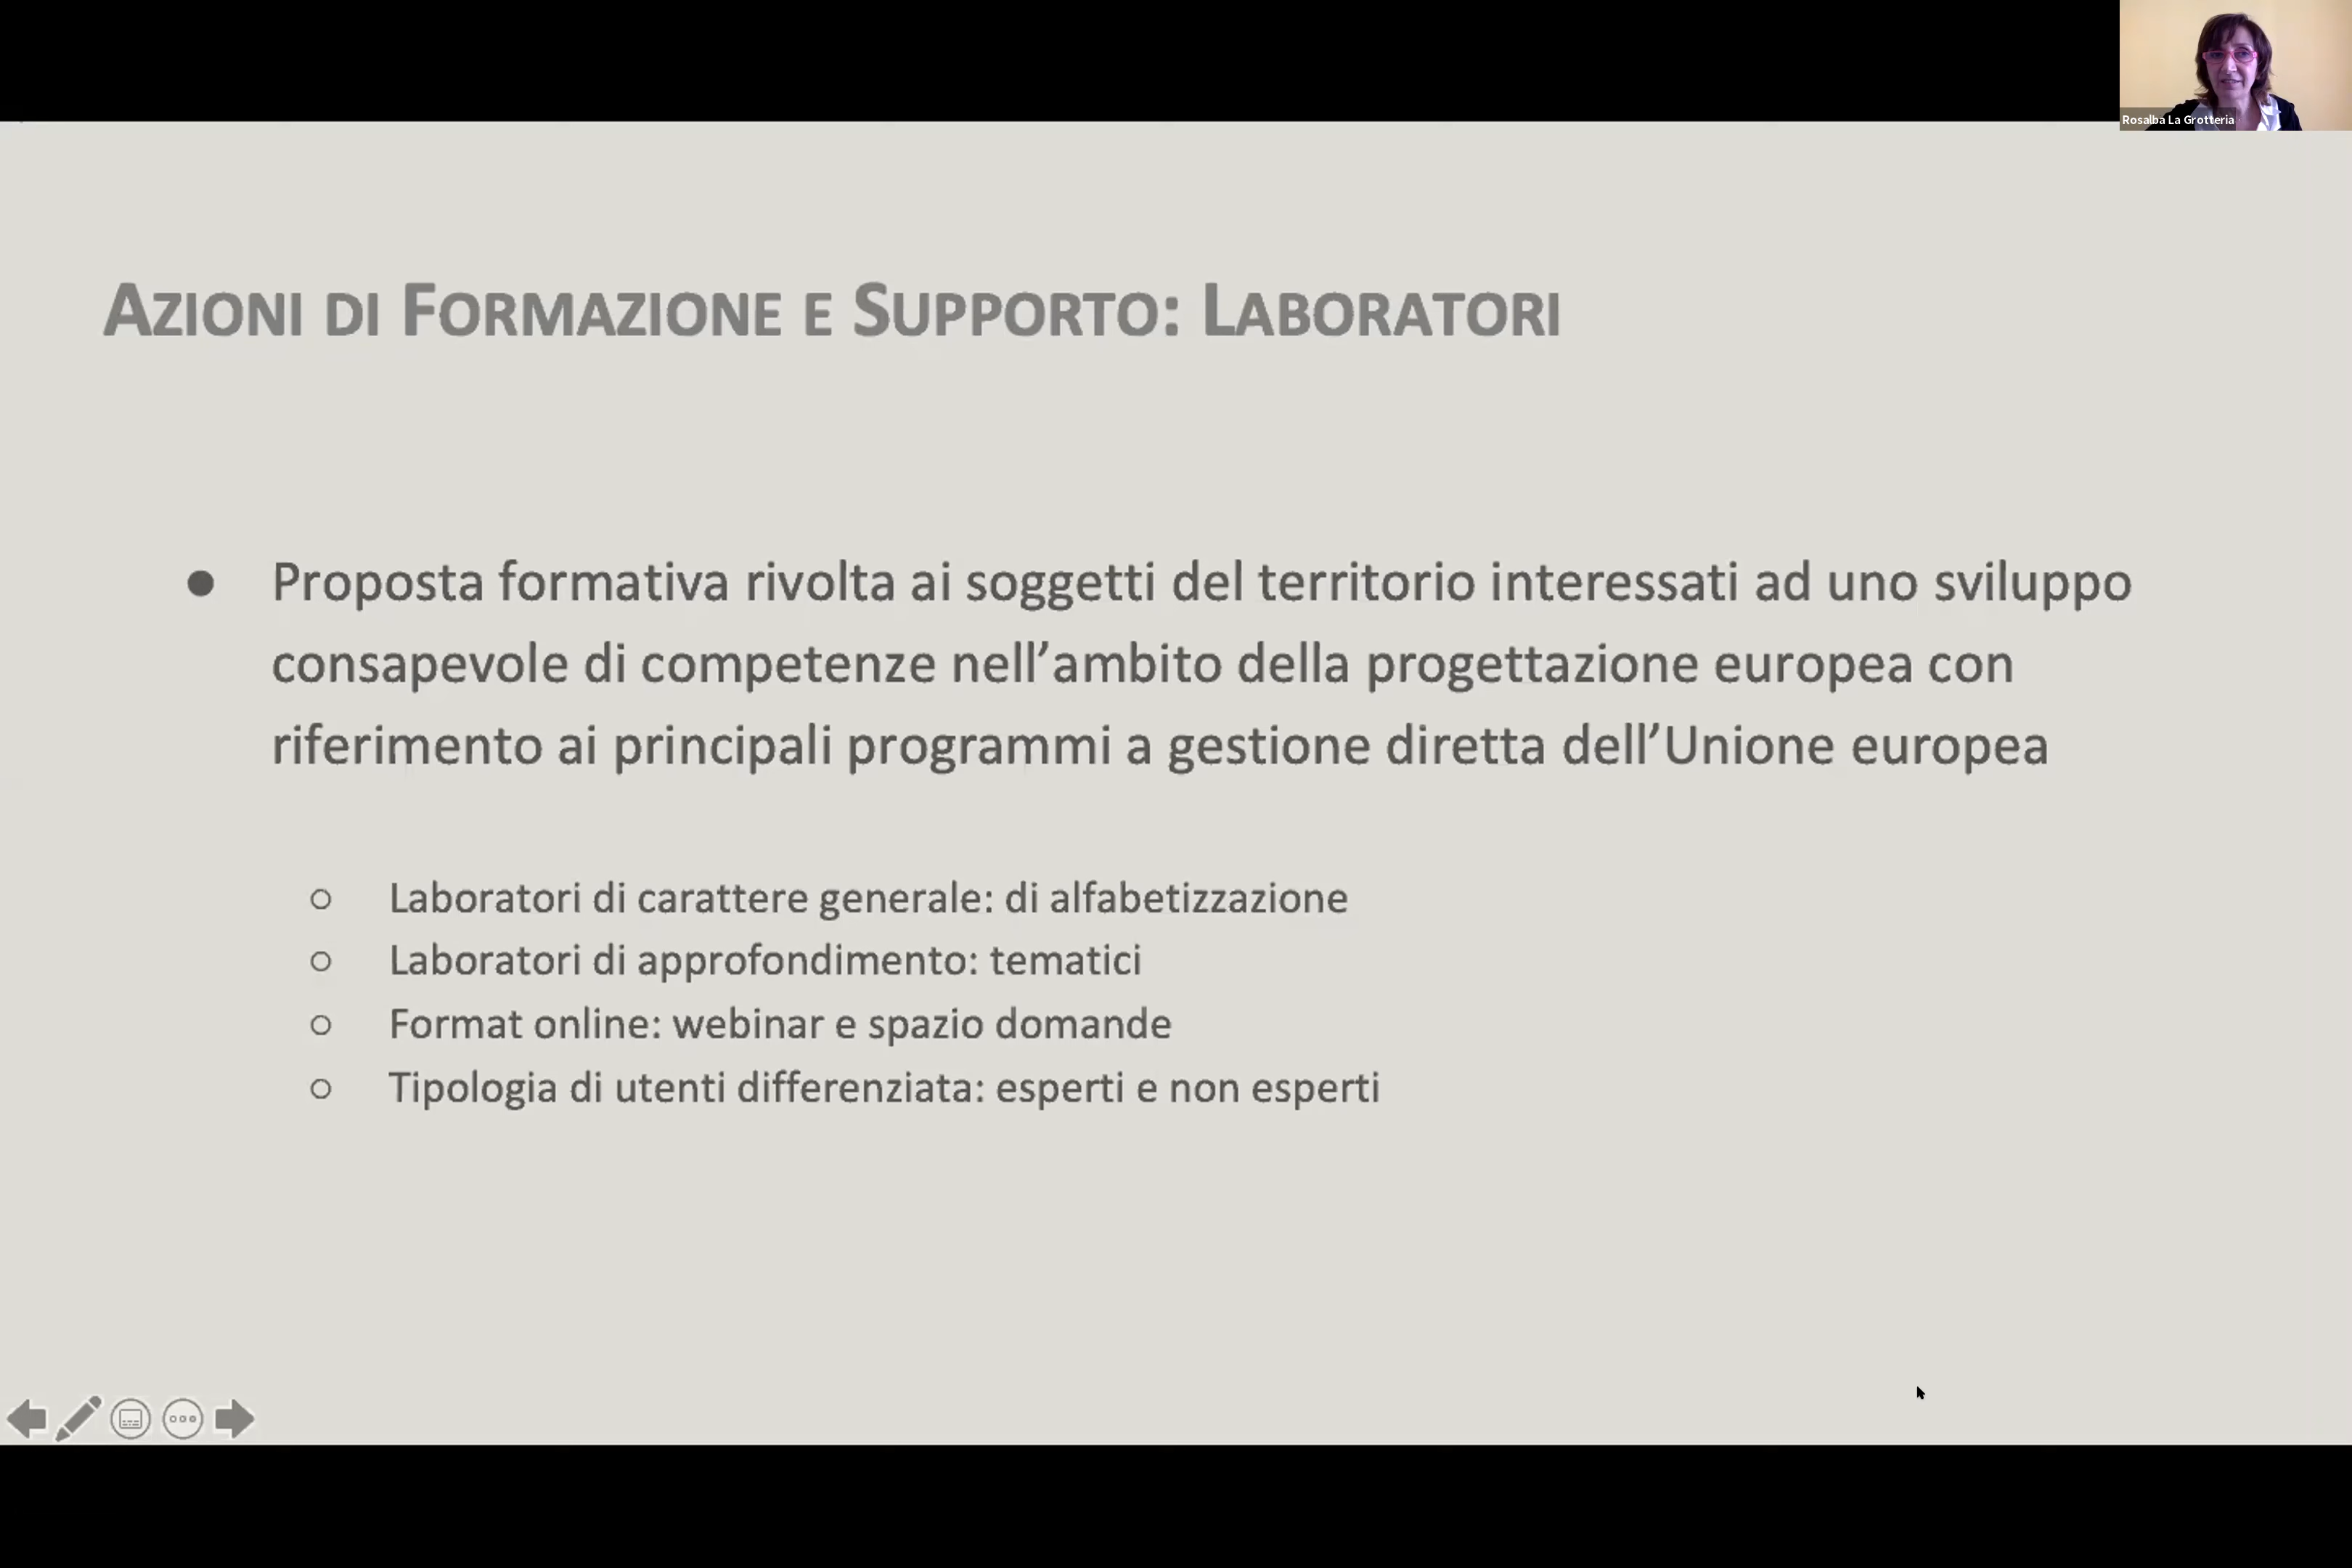 Rosalba La Grotteria
Azioni di Formazione e Supporto: Laboratori
● Proposta formativa rivolta ai soggetti del territorio interessati ad uno sviluppo
consapevole di competenze nell’ambito della progettazione europea con
riferimento ai principali programmi a gestione diretta dell’Unione europea
○ Laboratori di carattere generale: di alfabetizzazione
○ Laboratori di approfondimento: tematici
○ Format online: webinar e spazio domande
○ Tipologia di utenti differenziata: esperti e non esperti